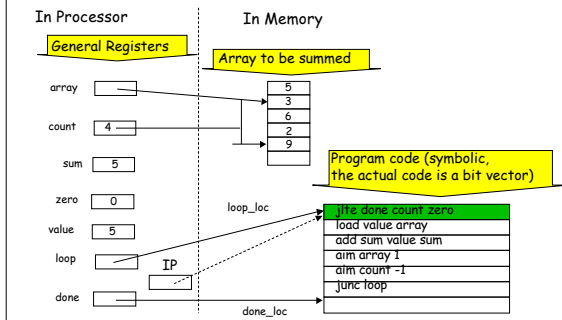 In Processor
In Memory
General Registers
Array to be summed
array
count 4
sum 5
zero 0
value 5
loop
IP
done
5
3
6
2
9
Program code (symbolic,
the actual code is a bit vector)
loop_loc
jlte done count zero
load value array
add sum value sum
aim array 1
aim count -1
junc loop
done_loc